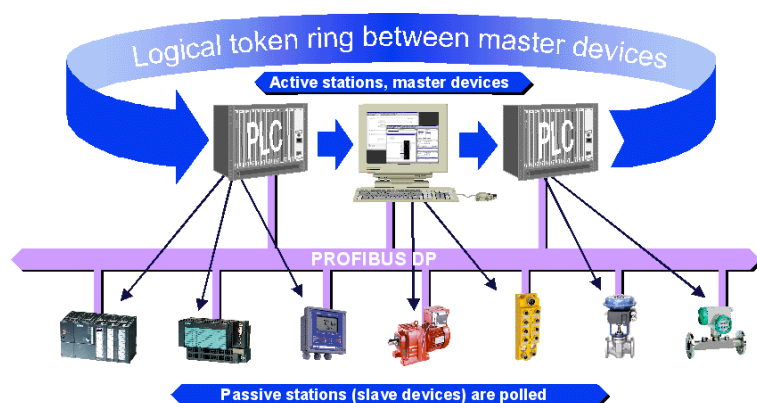 Logical token ring between master devices
Active stations, master devices
PLC
PLC
PROFIBUS DP
Passive stations (slave devices) are polled